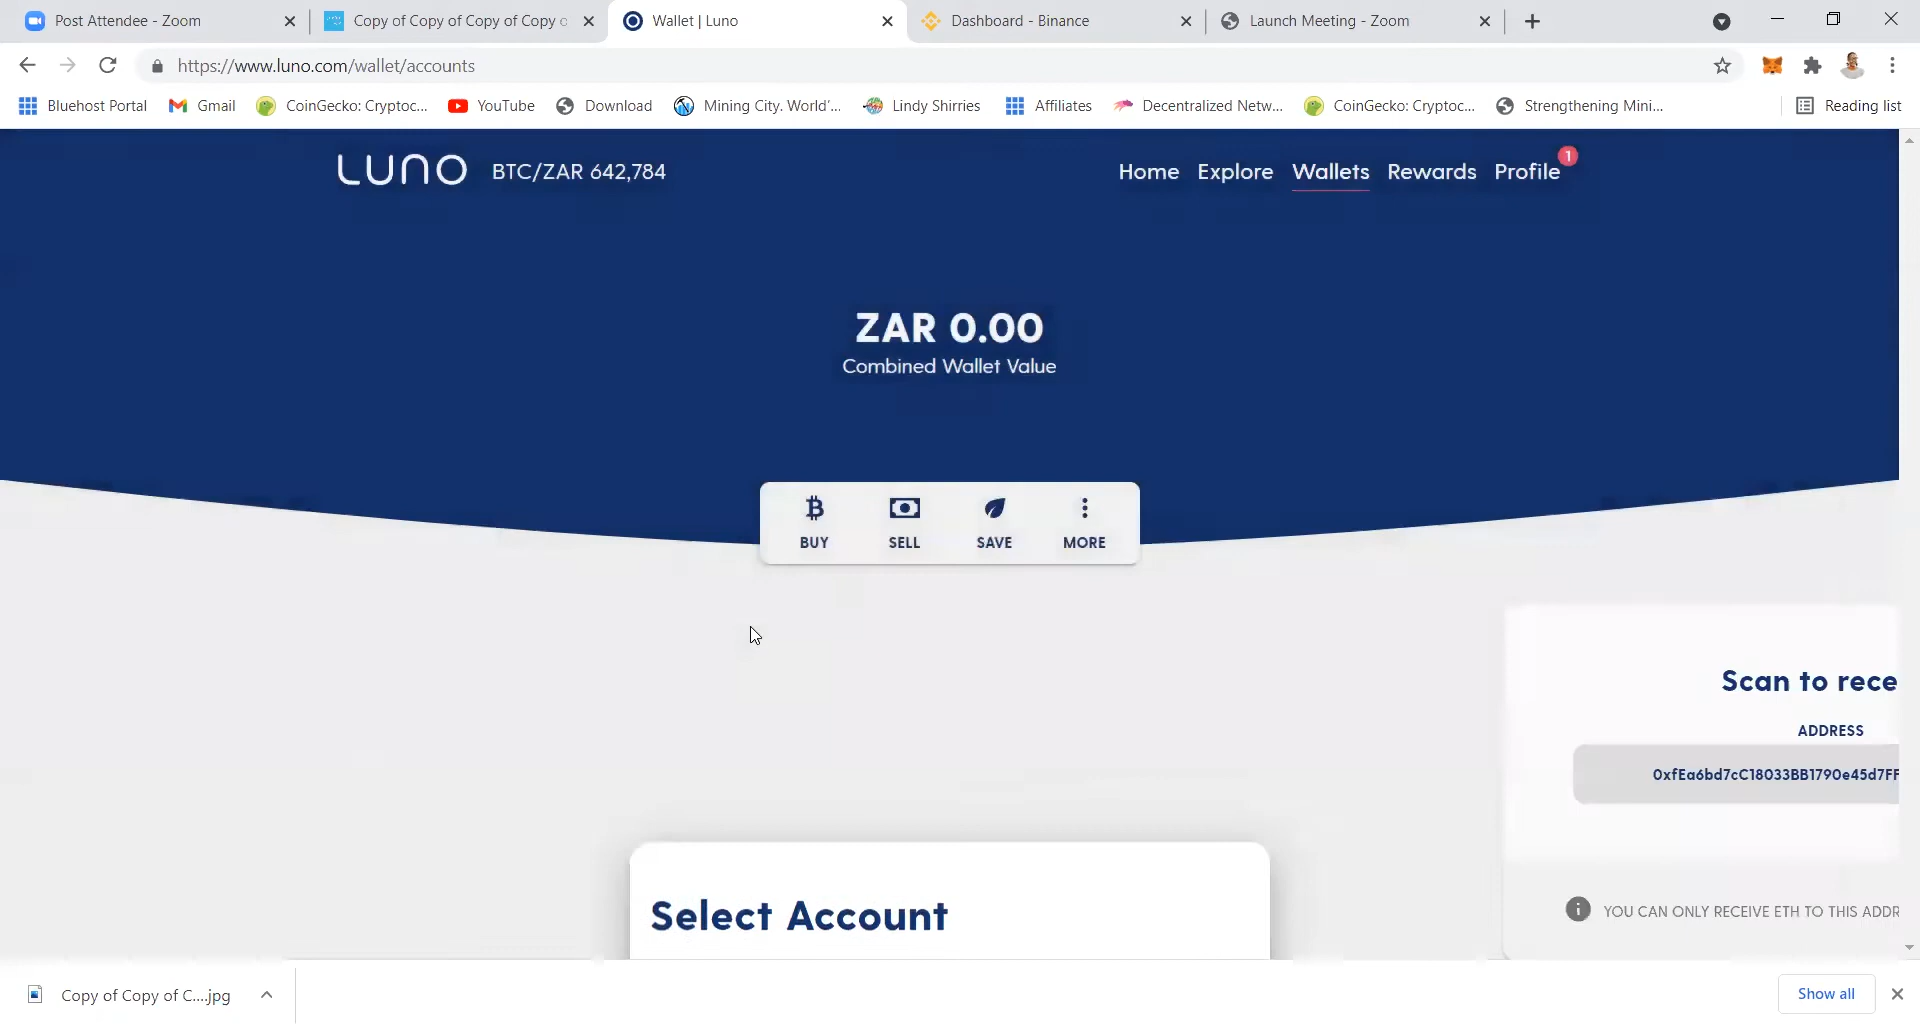 Post Attendee - Zoom
Copy of Copy of Copy of Copy o
Wallet | Luno
Dashboard - Binance
Launch Meeting - Zoom
https://www.luno.com/wallet/accounts
Bluehost Portal
Gmail
CoinGecko: Cryptoc...
YouTube
Download
Mining City. World'...
Lindy Shirries
Affiliates
Decentralized Netw...
CoinGecko: Cryptoc...
Strengthening Mini...
Reading list
LUNO
BTC/ZAR 642,784
Home
Explore
Wallets
Rewards
Profile
1
ZAR 0.00
Combined Wallet Value
BUY
SELL
SAVE
MORE
Scan to rece
ADDRESS
0xfEa6bd7cC18033BB1790e45d7FF
YOU CAN ONLY RECEIVE ETH TO THIS ADDR
Select Account
Copy of Copy of C....jpg
Show all